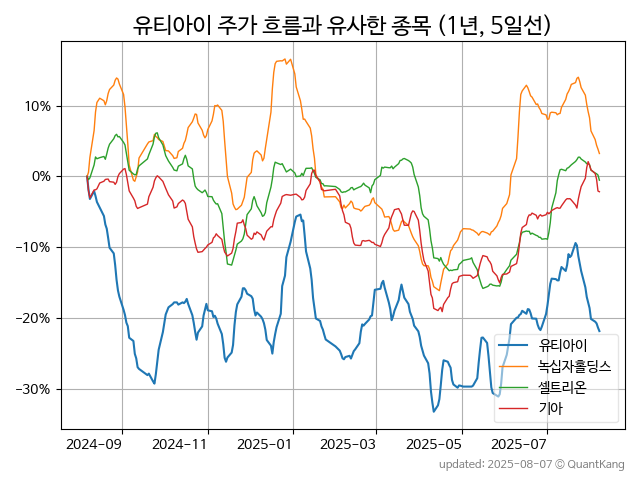 유티아이 주가 흐름과 유사한 종목 (1년, 5일선)
10%
0%
−10%
−20%
−30%
유티아이
녹십자홀딩스
셀트리온
기아
2024-09 2024-11 2025-01 2025-03 2025-05 2025-07
updated: 2025-08-07 © QuantKang